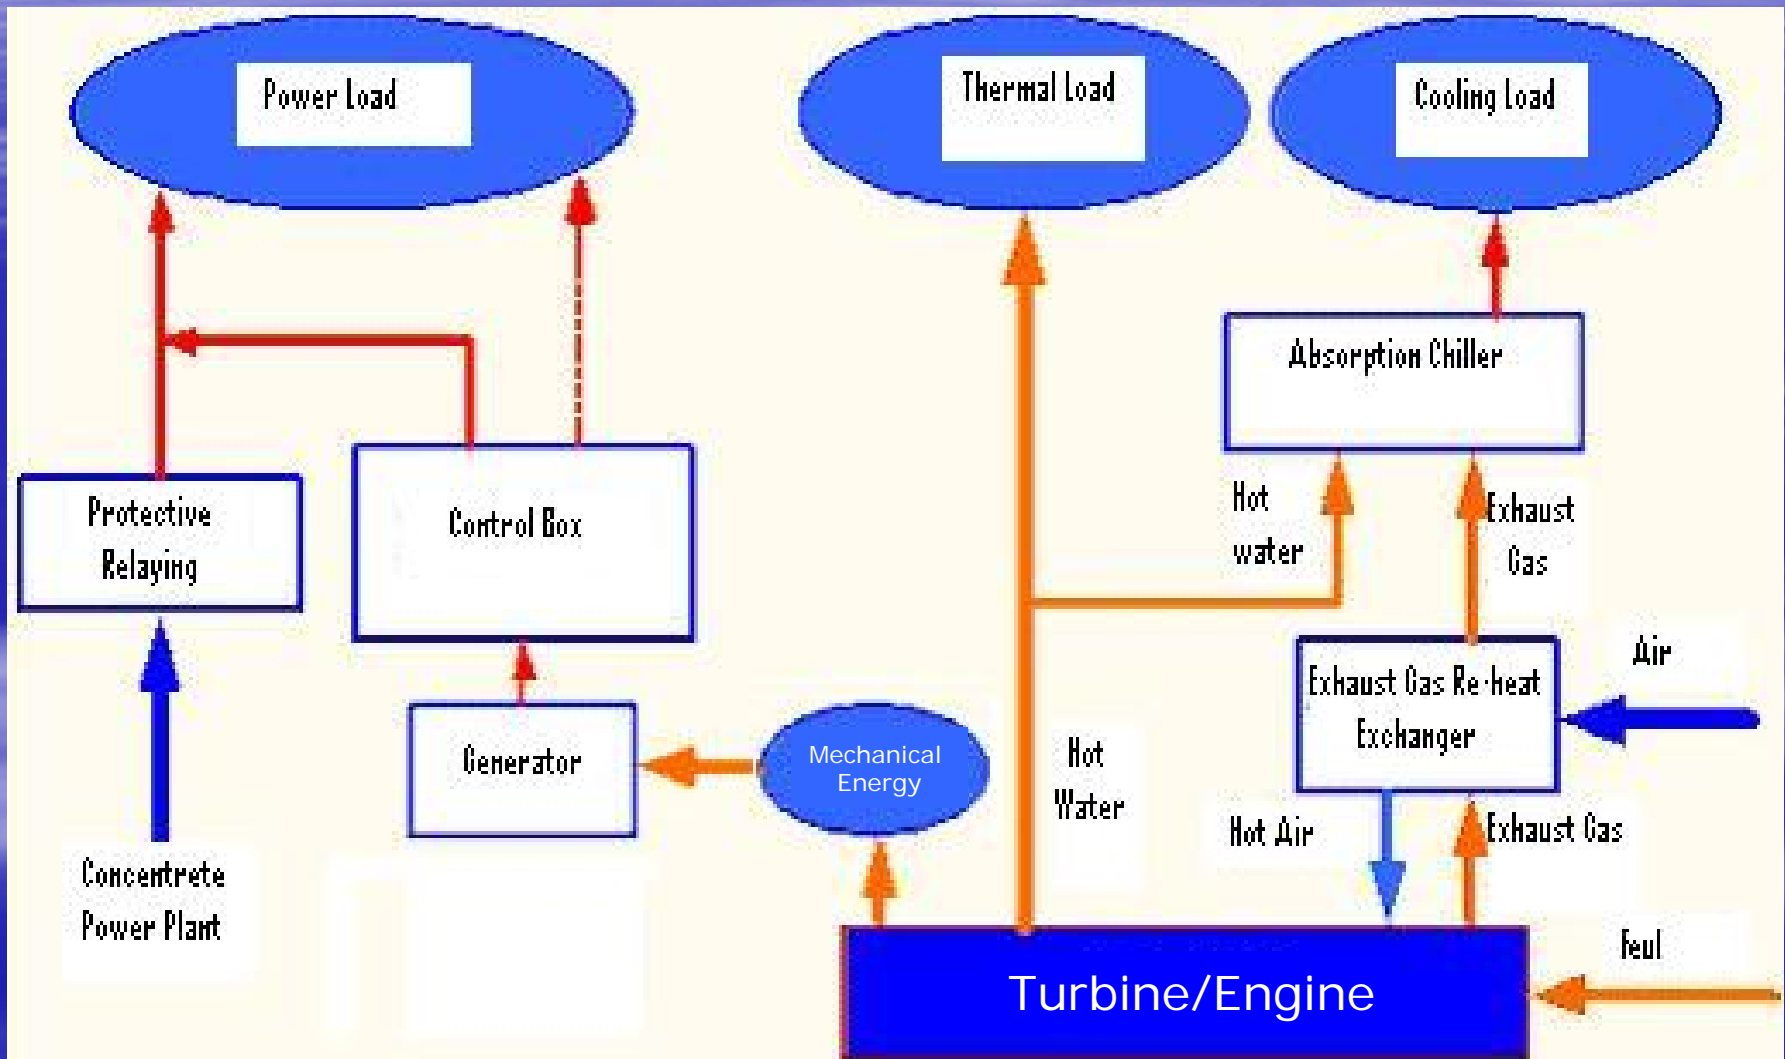 Power Load
Thermal Load
Cooling Load
Absorption Chiller
Protective
Relaying
Control Box
Hot
water
Exhaust
Gas
Air
Exhaust Gas Re-heat
Exchanger
Generator
Mechanical
Energy
Hot
Water
Hot Air
Exhaust Gas
Concentrete
Power Plant
Feul
Turbine/Engine